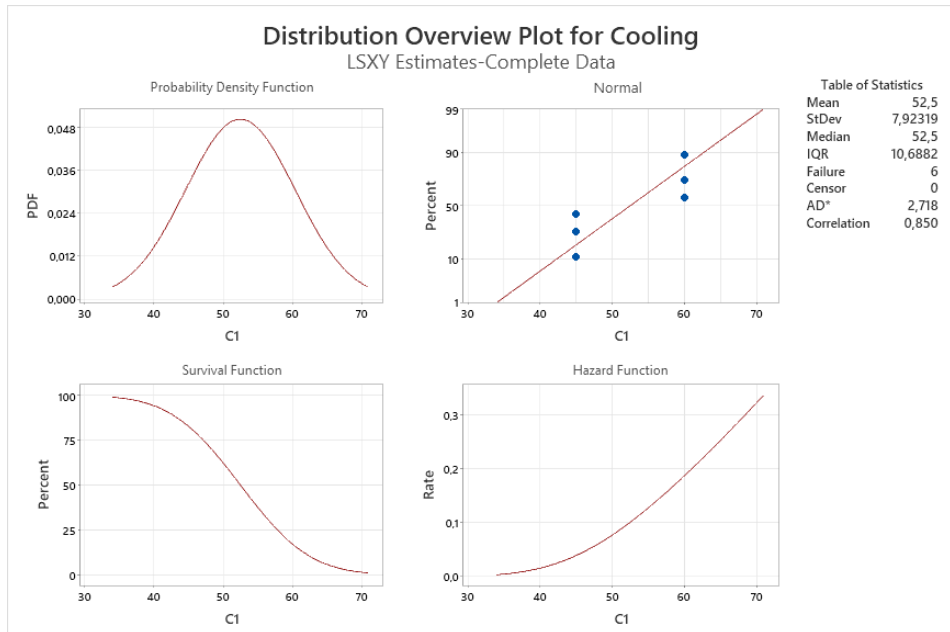 Distribution Overview Plot for Cooling
LSXY Estimates-Complete Data
Probability Density Function
PDF
0,048
0,036
0,024
0,012
0,000
30 40 50 60 70
C1
Normal
Percent
99
90
50
10
1
30 40 50 60 70
C1
Table of Statistics
Mean 52,5
StDev 7,92319
Median 52,5
IQR 10,6882
Failure 6
Censor 0
AD* 2,718
Correlation 0,850
Survival Function
Percent
100
75
50
25
0
30 40 50 60 70
C1
Hazard Function
Rate
0,3
0,2
0,1
0,0
30 40 50 60 70
C1